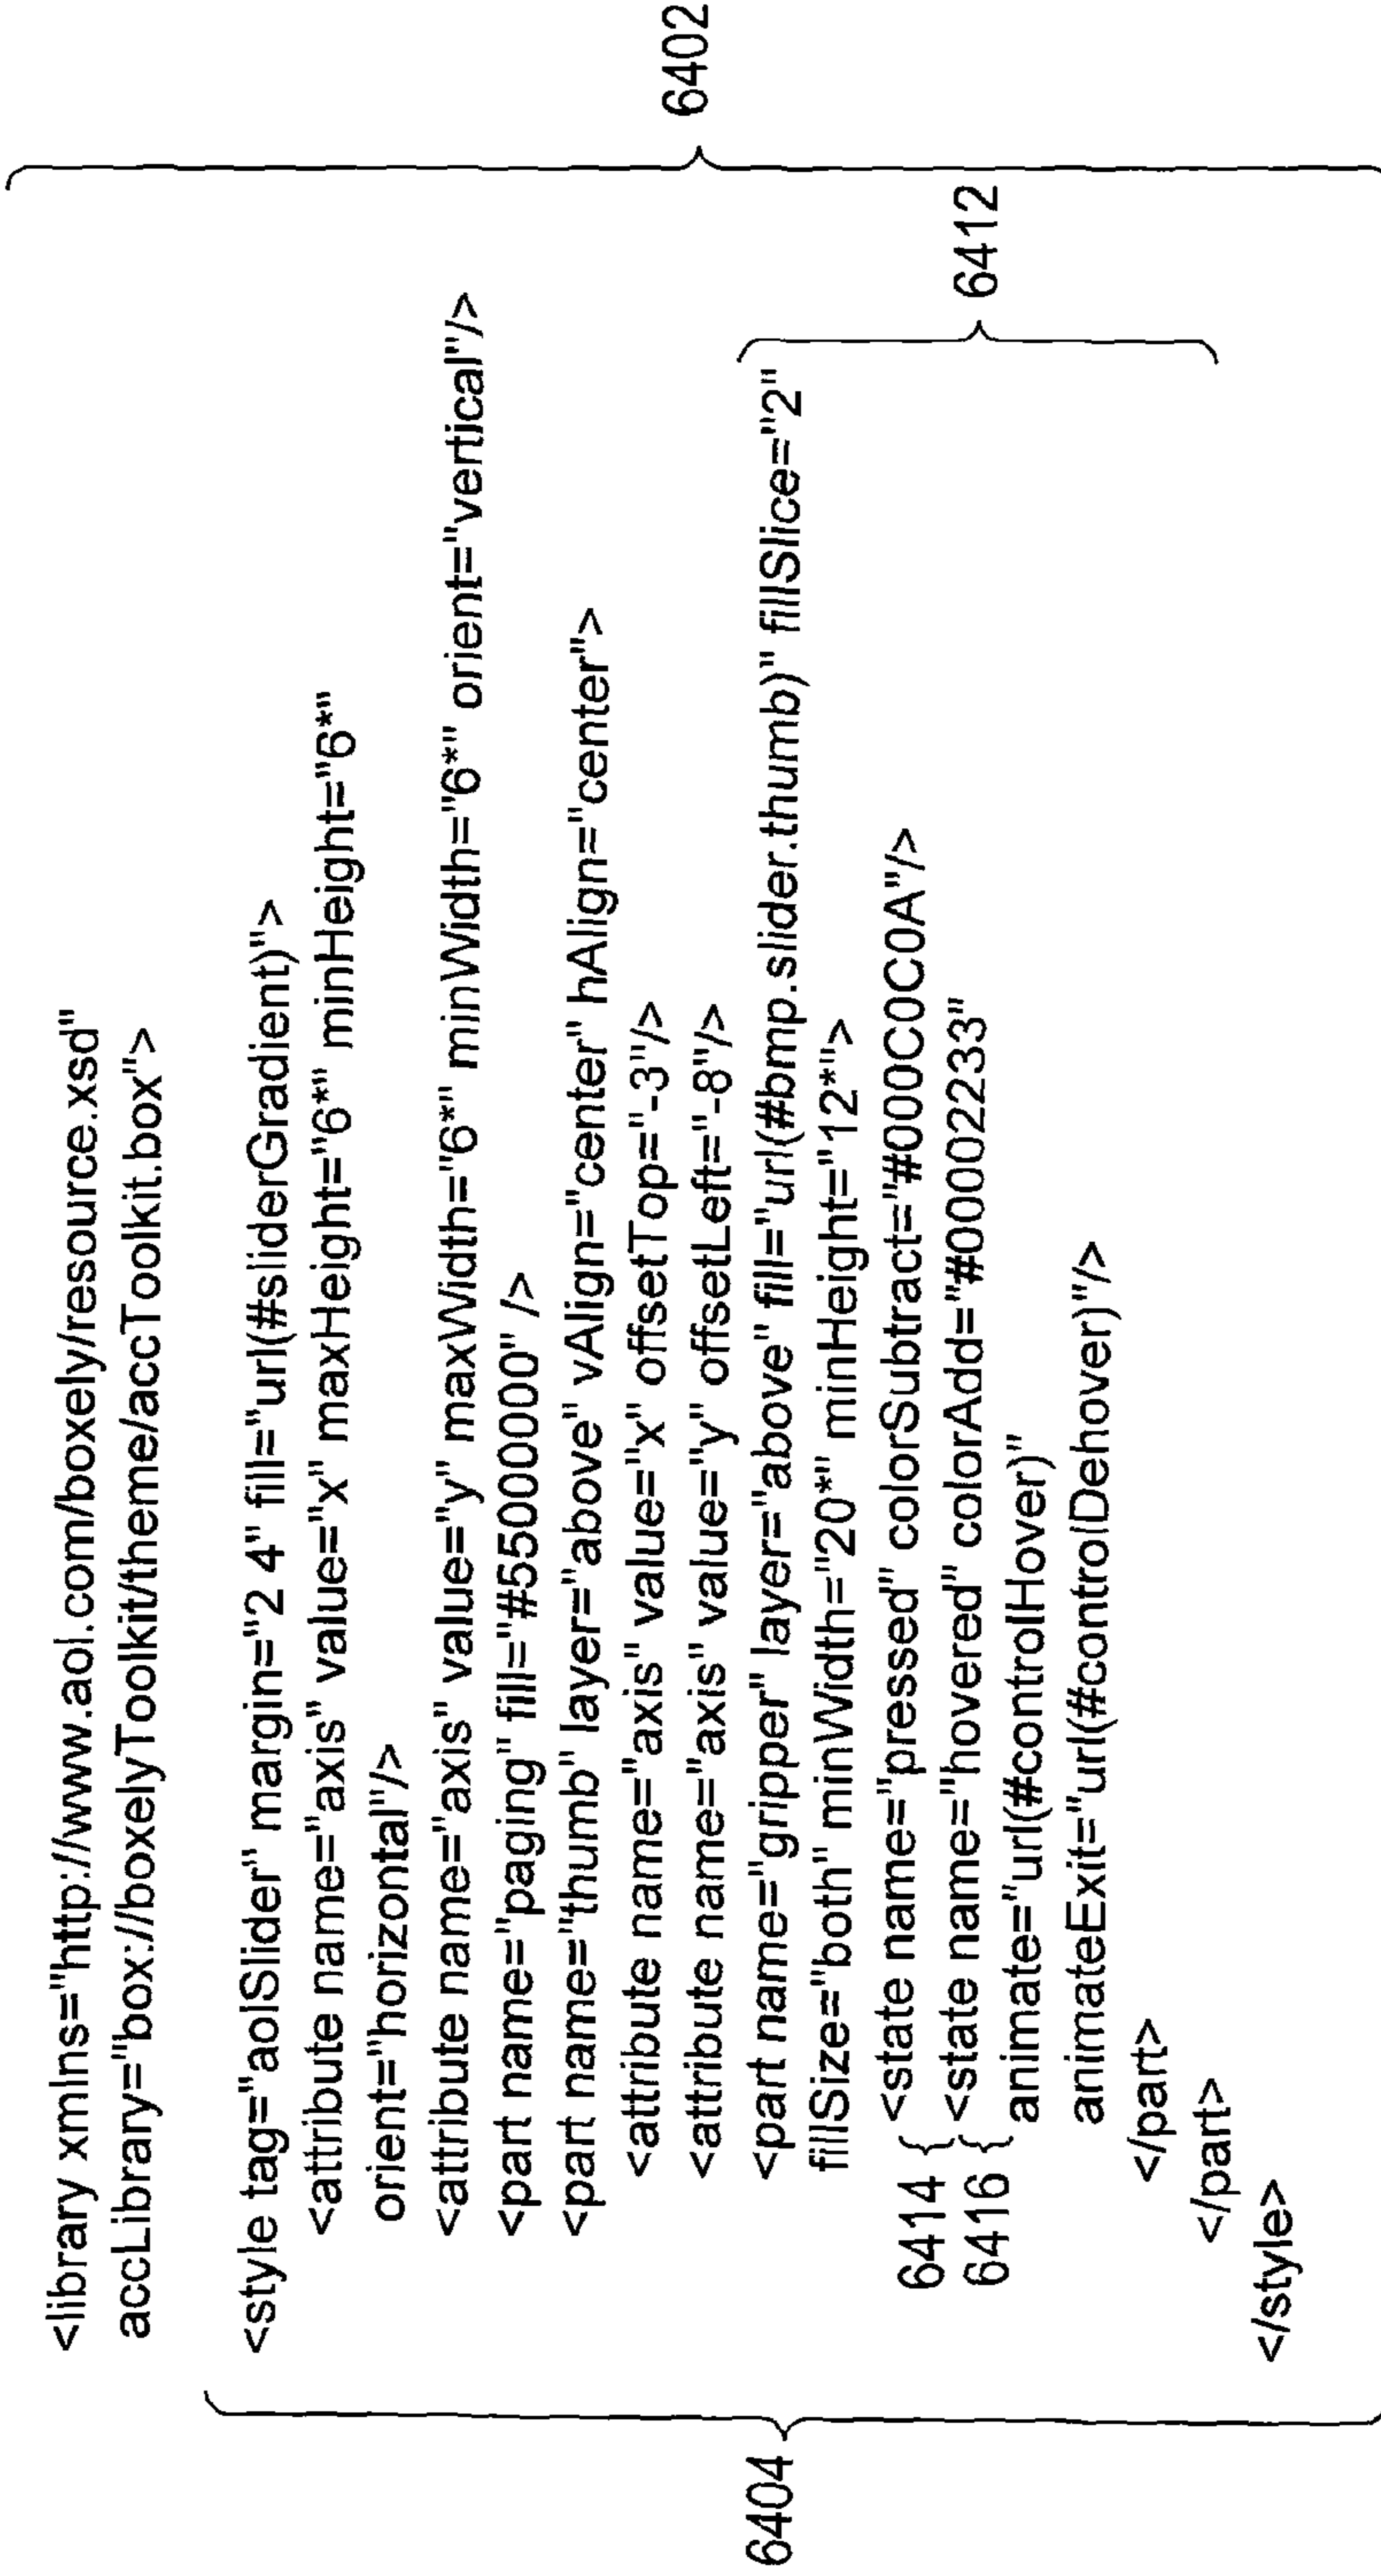 <library xmlns="http://www.aol.com/boxely/resource.xsd"
accLibrary="box://boxelyToolkit/theme/accToolkit.box">
<style tag="aolSlider" margin="2 4" fill="url(#sliderGradient)">
<attribute name="axis" value="x" maxHeight="6*" minHeight="6*"
orient="horizontal"/>
<attribute name="axis" value="y" maxWidth="6*" minWidth="6*" orient="vertical"/>
<part name="paging" fill="#55000000" />
<part name="thumb" layer="above" vAlign="center" hAlign="center">
<attribute name="axis" value="x" offsetTop="-3"/>
<attribute name="axis" value="y" offsetLeft="-8"/>
<part name="gripper" layer="above" fill="url(#bmp.slider.thumb)" fillSlice="2"
fillSize="both" minWidth="20*" minHeight="12*">
6414 { <state name="pressed" colorSubtract="#000C0C0A"/>
6416 { <state name="hovered" colorAdd="#00002233"
animate="url(#controlHover)"
animateExit="url(#controlDehover)"/>
</part>
</part>
</style>
6404
6412
6402